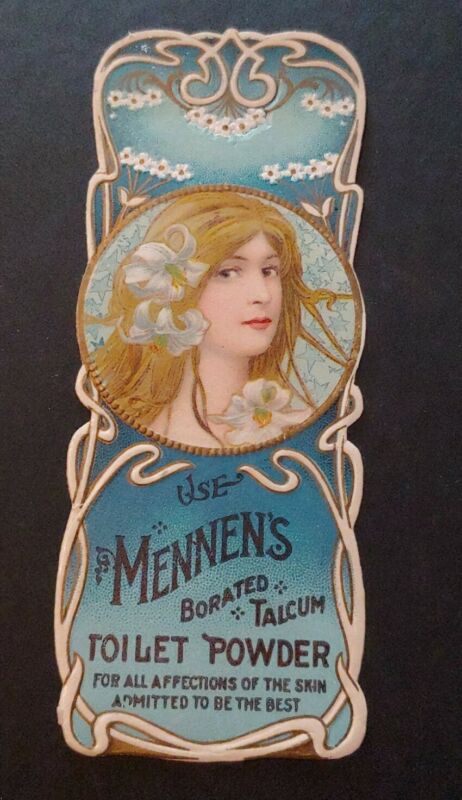 USE
MENNEN'S
BORATED
TALCUM
TOILET POWDER
FOR ALL AFFECTIONS OF THE SKIN
ADMITTED TO BE THE BEST